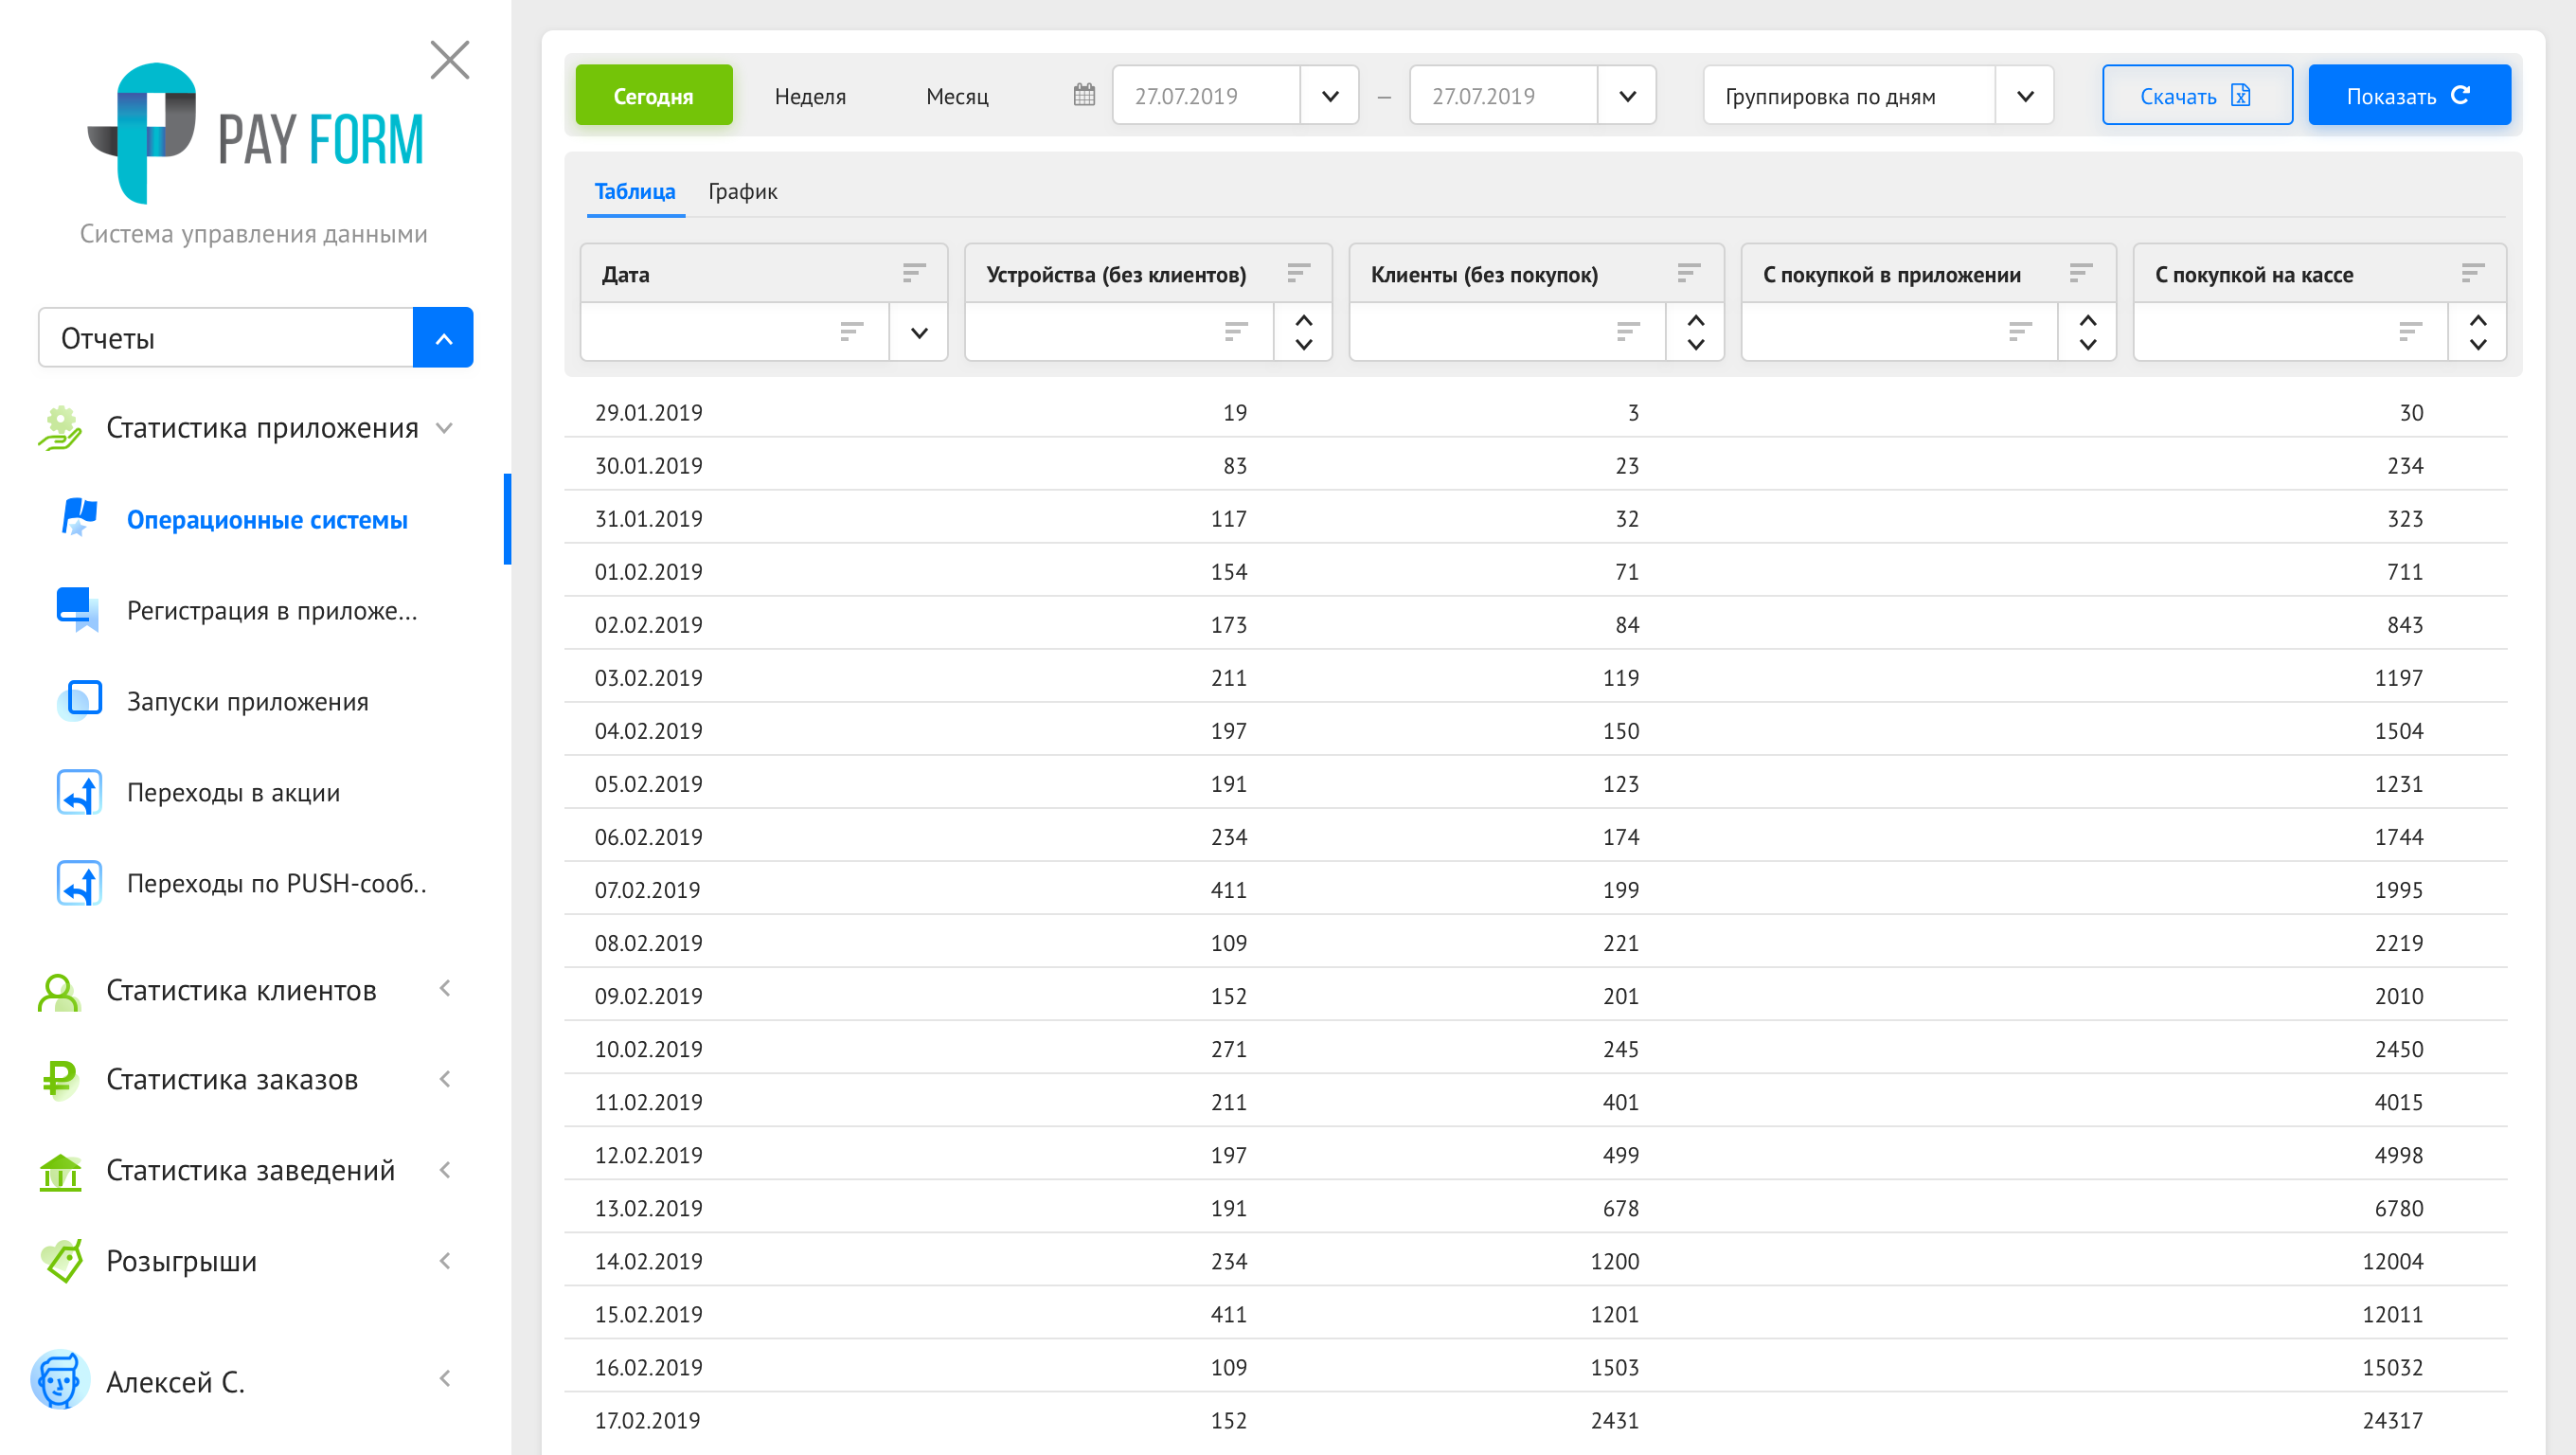 PAY FORM
Система управления данными
Отчеты
Статистика приложения
Операционные системы
Регистрация в приложе...
Запуски приложения
Переходы в акции
Переходы по PUSH-сооб..
Статистика клиентов
Статистика заказов
Статистика заведений
Розыгрыши
Алексей С.
Сегодня Неделя Месяц 27.07.2019 — 27.07.2019 Группировка по дням Скачать Показать
Таблица График
Дата Устройства (без клиентов) Клиенты (без покупок) С покупкой в приложении С покупкой на кассе
29.01.2019 19 3 30
30.01.2019 83 23 234
31.01.2019 117 32 323
01.02.2019 154 71 711
02.02.2019 173 84 843
03.02.2019 211 119 1197
04.02.2019 197 150 1504
05.02.2019 191 123 1231
06.02.2019 234 174 1744
07.02.2019 411 199 1995
08.02.2019 109 221 2219
09.02.2019 152 201 2010
10.02.2019 271 245 2450
11.02.2019 211 401 4015
12.02.2019 197 499 4998
13.02.2019 191 678 6780
14.02.2019 234 1200 12004
15.02.2019 411 1201 12011
16.02.2019 109 1503 15032
17.02.2019 152 2431 24317